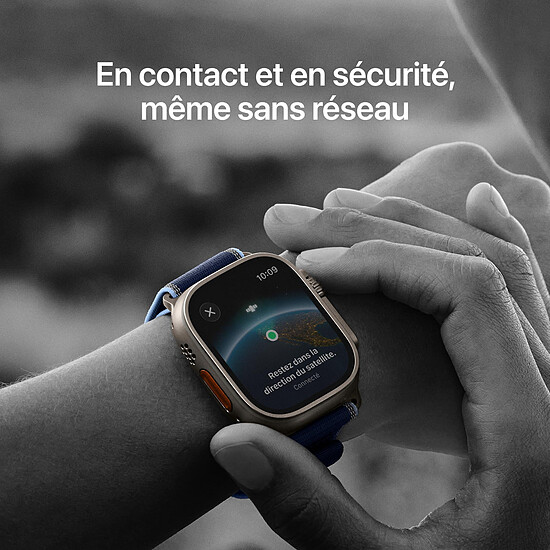 En contact et en sécurité,
même sans réseau
10:09
Restez dans la
direction du satellite.
Connecté